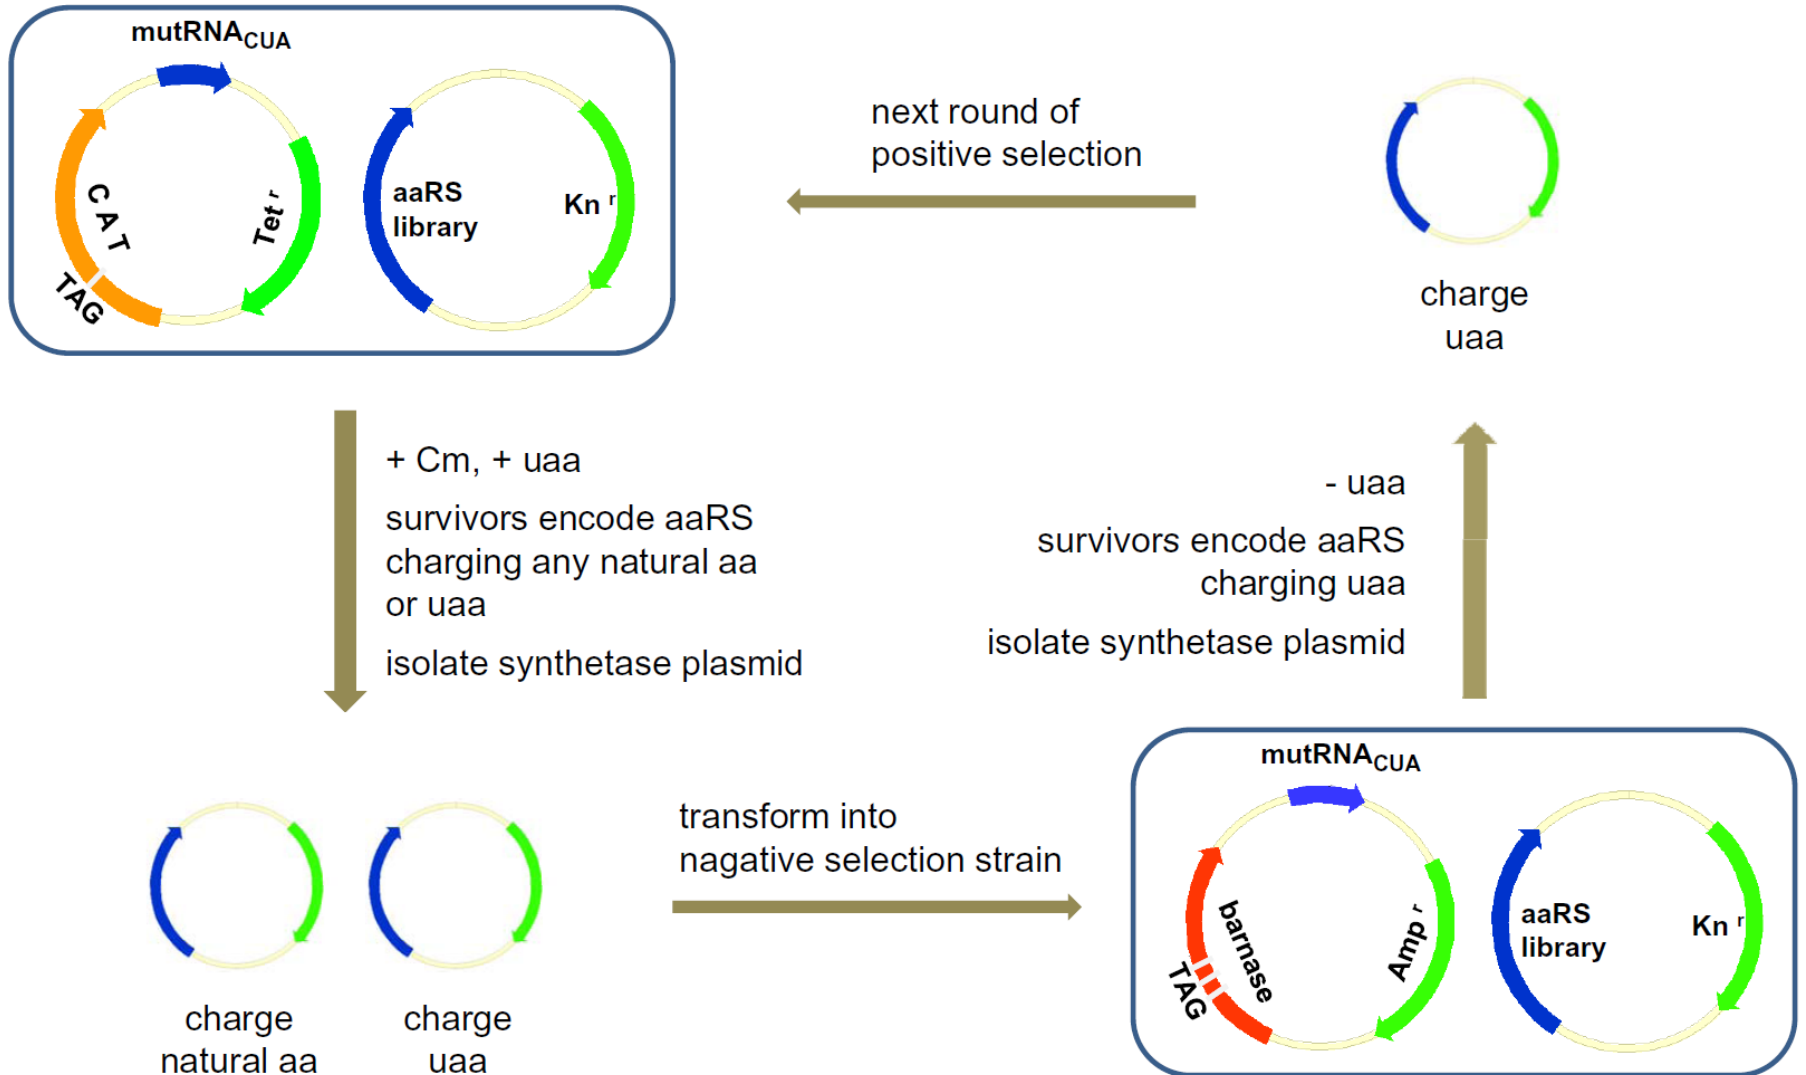 mutRNACUA
C A T
TAG
Tet r
aaRS
library
Kn r
next round of
positive selection
charge
uaa
+ Cm, + uaa
survivors encode aaRS
charging any natural aa
or uaa
isolate synthetase plasmid
- uaa
survivors encode aaRS
charging uaa
isolate synthetase plasmid
charge
natural aa
charge
uaa
transform into
nagative selection strain
mutRNACUA
barnase
TAG
Amp r
aaRS
library
Kn r